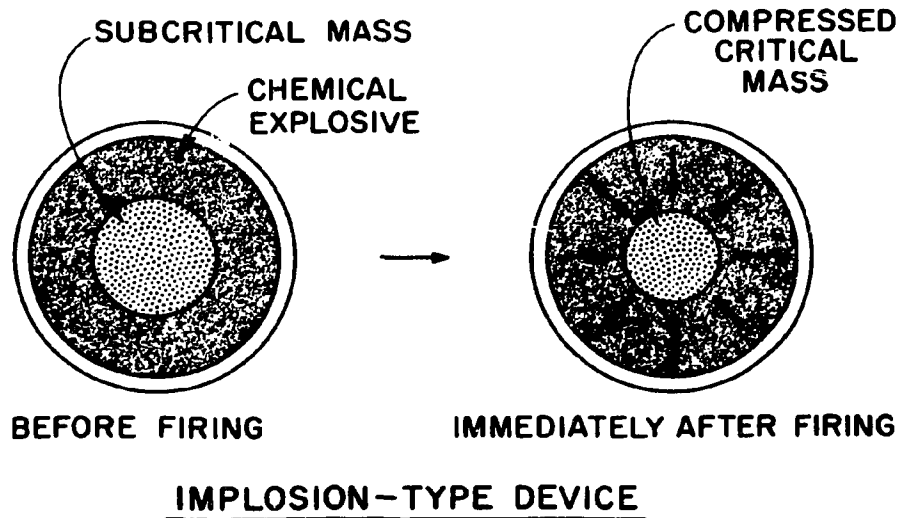 SUBCRITICAL MASS
CHEMICAL
EXPLOSIVE
COMPRESSED
CRITICAL
MASS
BEFORE FIRING
IMMEDIATELY AFTER FIRING
IMPLOSION-TYPE DEVICE